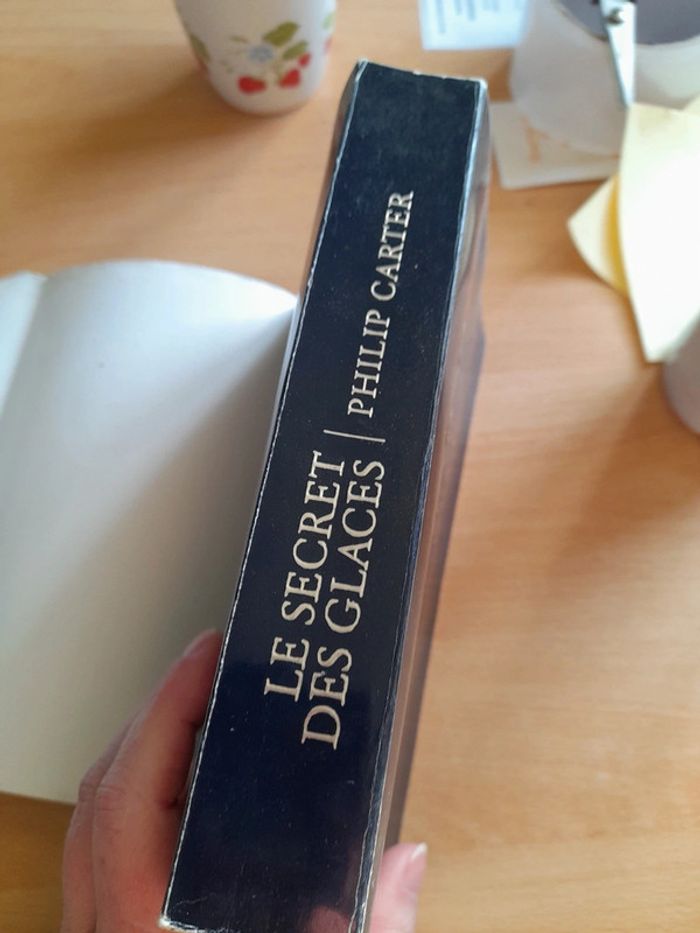 LE SECRET
DES GLACES | PHILIP CARTER